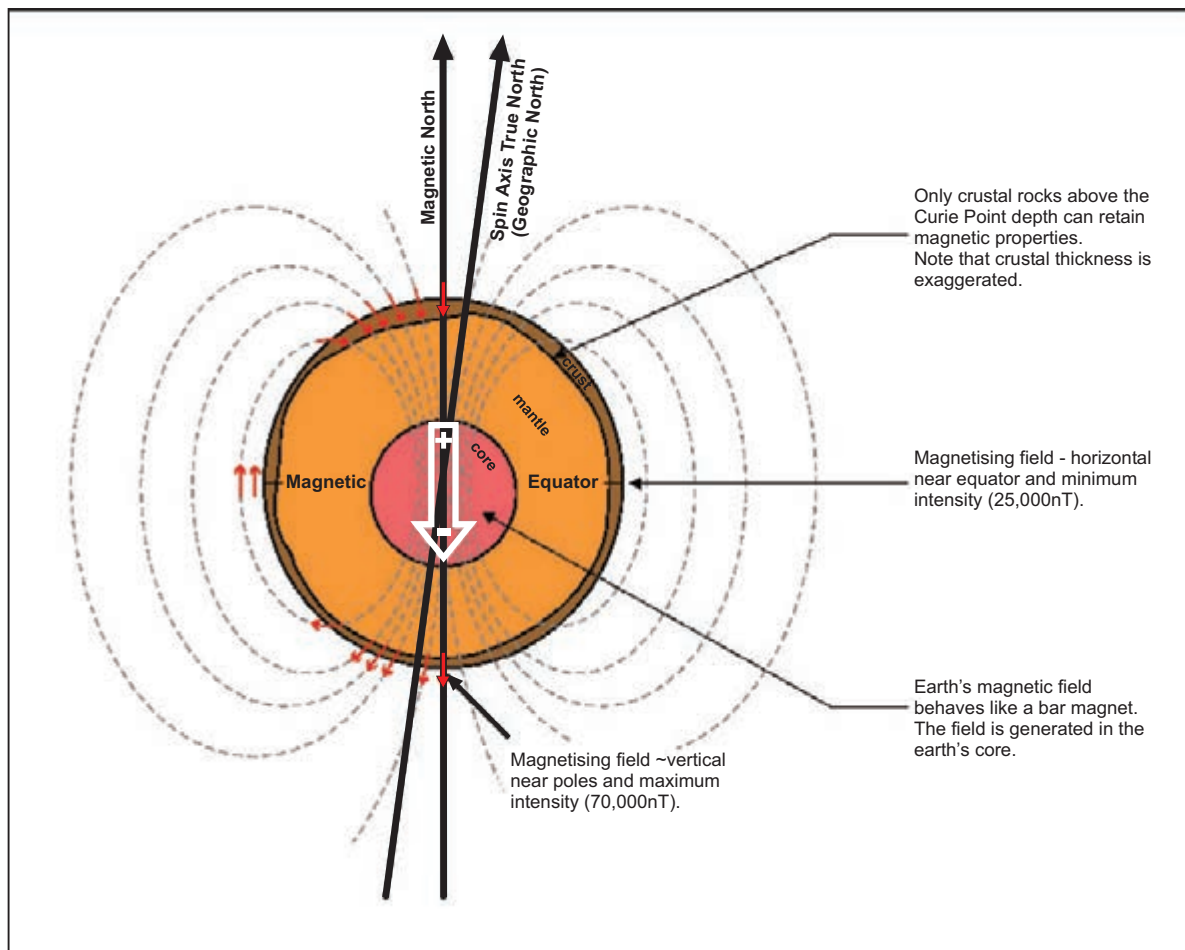 Magnetic North
Spin Axis True North
(Geographic North)
Only crustal rocks above the
Curie Point depth can retain
magnetic properties.
Note that crustal thickness is
exaggerated.
crust
mantle
+
core
Magnetic
Equator
-
Magnetising field - horizontal
near equator and minimum
intensity (25,000nT).
Earth's magnetic field
behaves like a bar magnet.
The field is generated in the
earth's core.
Magnetising field ~vertical
near poles and maximum
intensity (70,000nT).